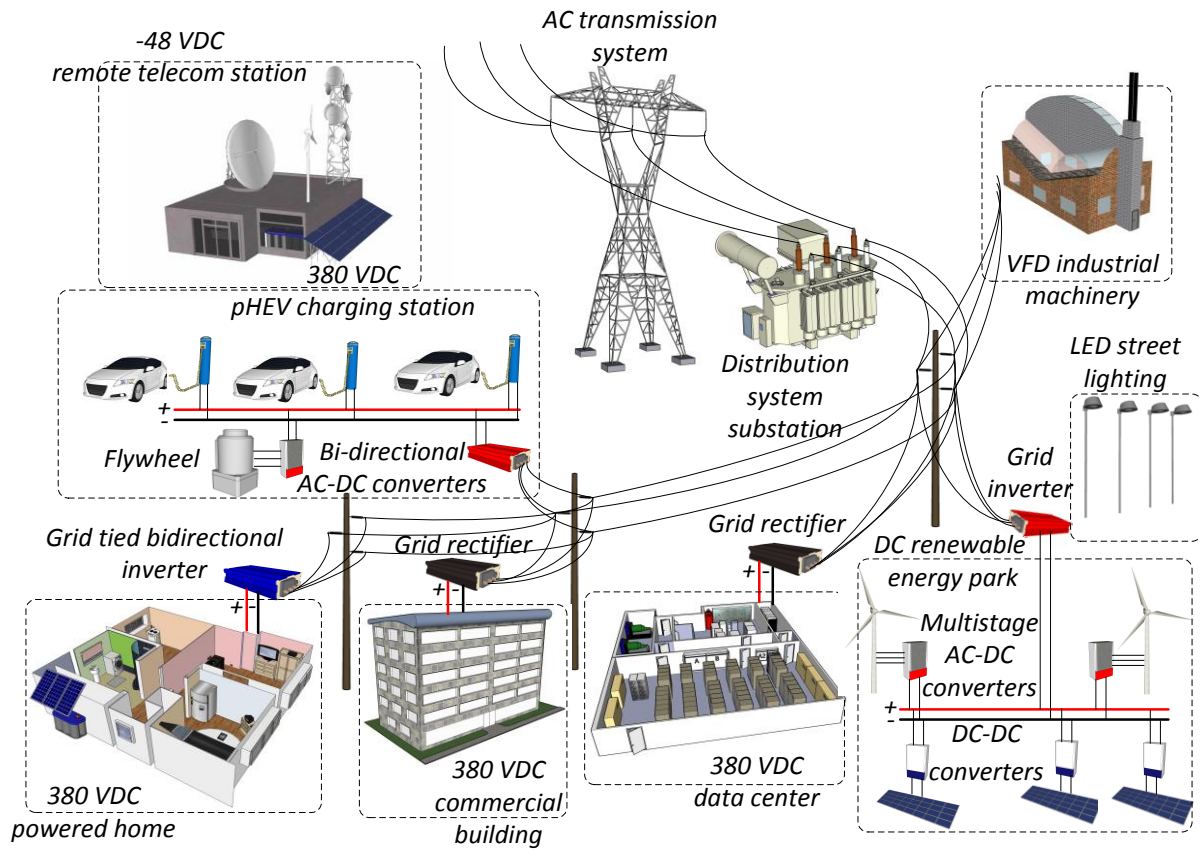 -48 VDC
remote telecom station
AC transmission
system
380 VDC
pHEV charging station
VFD industrial
machinery
Distribution
system
substation
LED street
lighting
+
-
Flywheel
Bi-directional
AC-DC converters
Grid
inverter
Grid tied bidirectional
inverter
Grid rectifier
Grid rectifier
DC renewable
energy park
+ -
+ -
+ -
Multistage
AC-DC
converters
+
-
DC-DC
converters
380 VDC
powered home
380 VDC
commercial
building
380 VDC
data center
A B